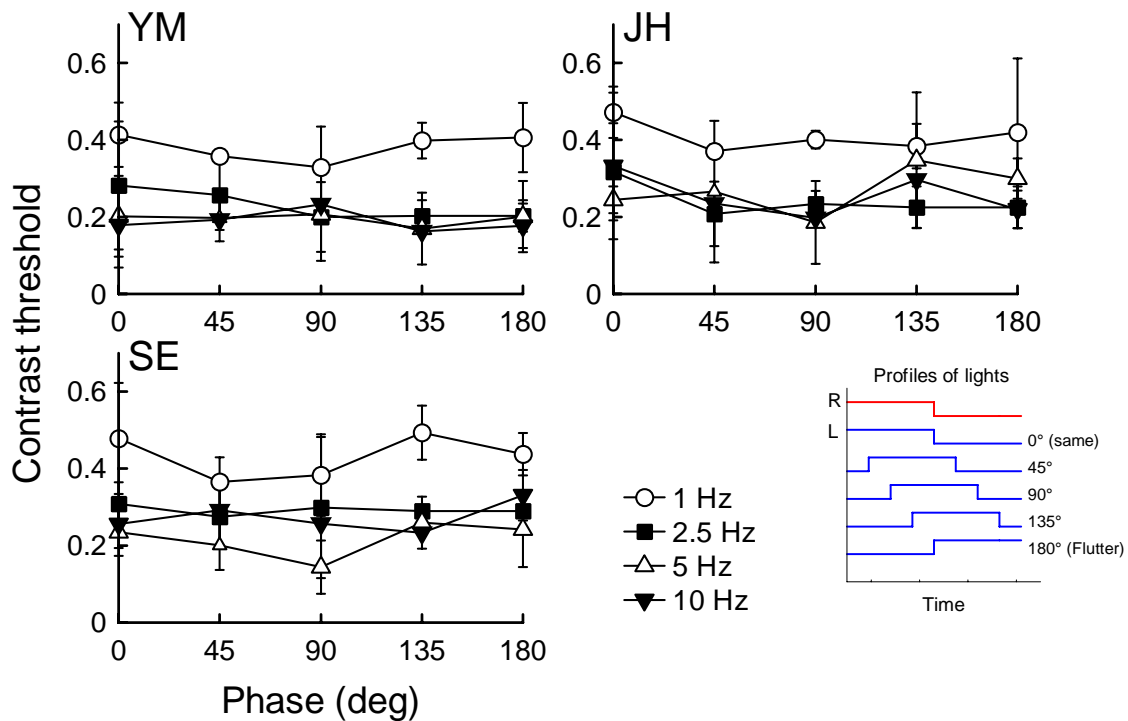 YM
0.6
0.4
0.2
0
0 45 90 135 180
JH
0.6
0.4
0.2
0
0 45 90 135 180
Contrast threshold
SE
0.6
0.4
0.2
0
0 45 90 135 180
Phase (deg)
1 Hz
2.5 Hz
5 Hz
10 Hz
Profiles of lights
R
L
0° (same)
45°
90°
135°
180° (Flutter)
Time